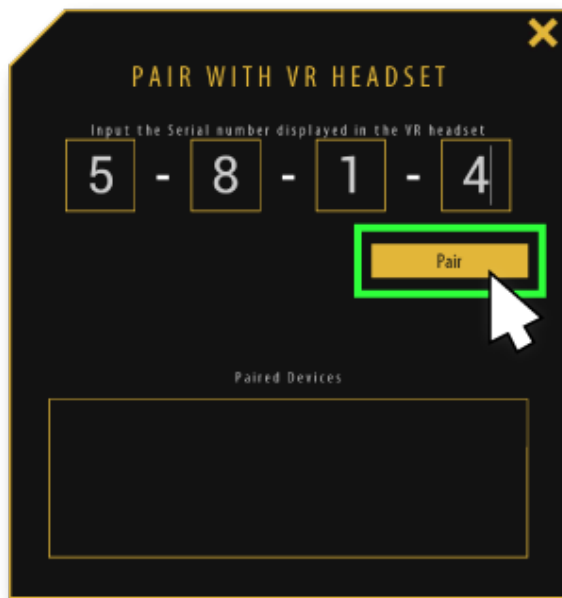 PAIR WITH VR HEADSET
Input the Serial number displayed in the VR headset
5 - 8 - 1 - 4
Pair
Paired Devices